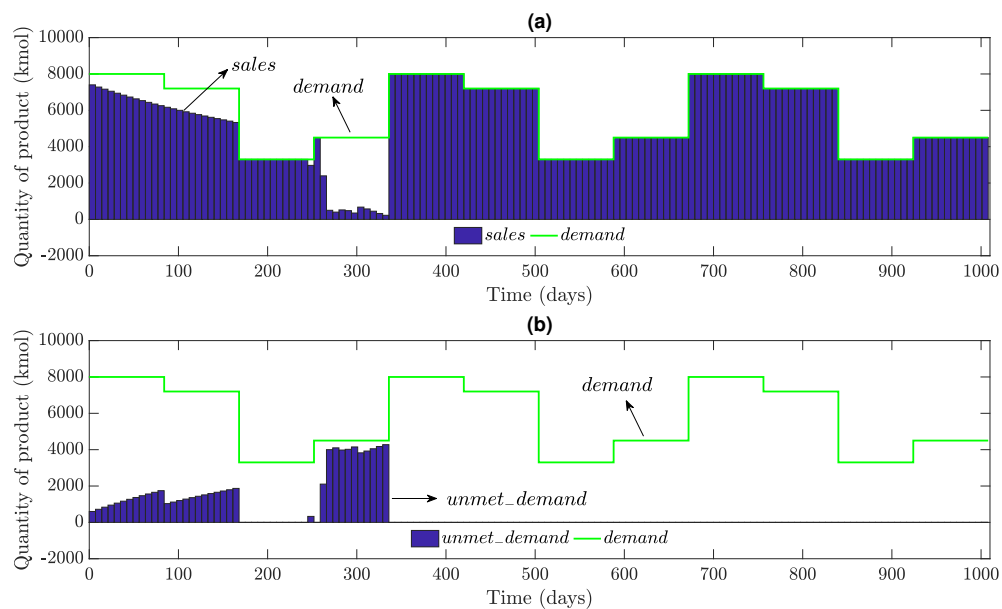 (a)
Quantity of product (kmol)
10000
8000
6000
4000
2000
0
-2000
sales
demand
sales demand
0 100 200 300 400 500 600 700 800 900 1000
Time (days)
(b)
Quantity of product (kmol)
10000
8000
6000
4000
2000
0
-2000
demand
unmet_demand
unmet_demand demand
0 100 200 300 400 500 600 700 800 900 1000
Time (days)